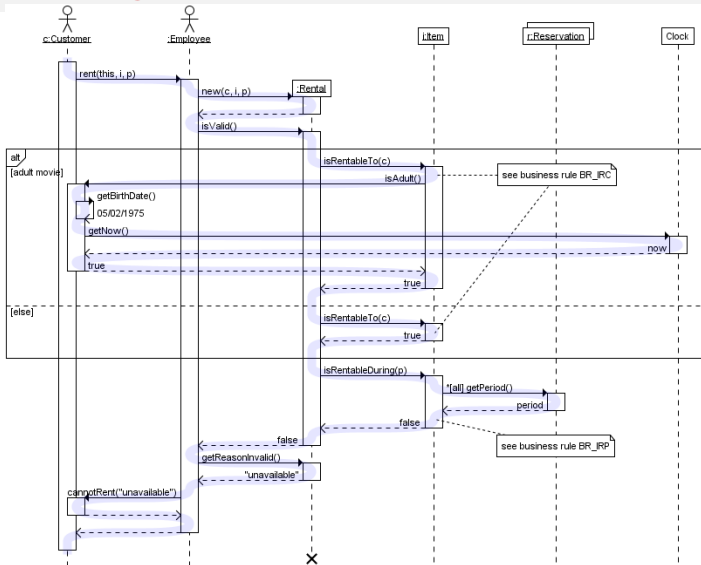 c:Customer
:Employee
i:Item
r:Reservation
Clock
rent(this, i, p)
new(c, i, p)
:Rental
isValid()
alt
[adult movie]
isRentableTo(c)
see business rule BR_IRC
isAdult()
getBirthDate()
05/02/1975
getNow()
now
true
true
[else]
isRentableTo(c)
true
isRentableDuring(p)
*[all] getPeriod()
period
false
false
see business rule BR_IRP
getReasonInvalid()
"unavailable"
cannotRent("unavailable")